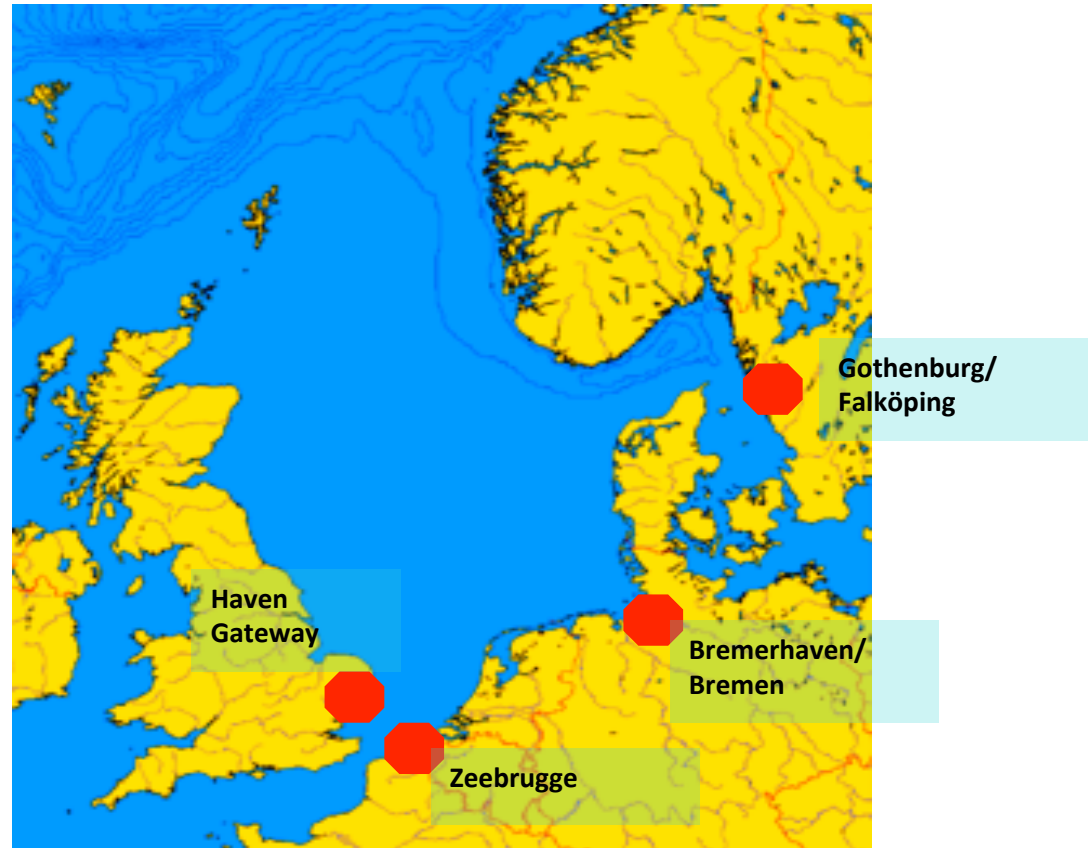 Gothenburg/
Falköping
Haven
Gateway
Bremerhaven/
Bremen
Zeebrugge